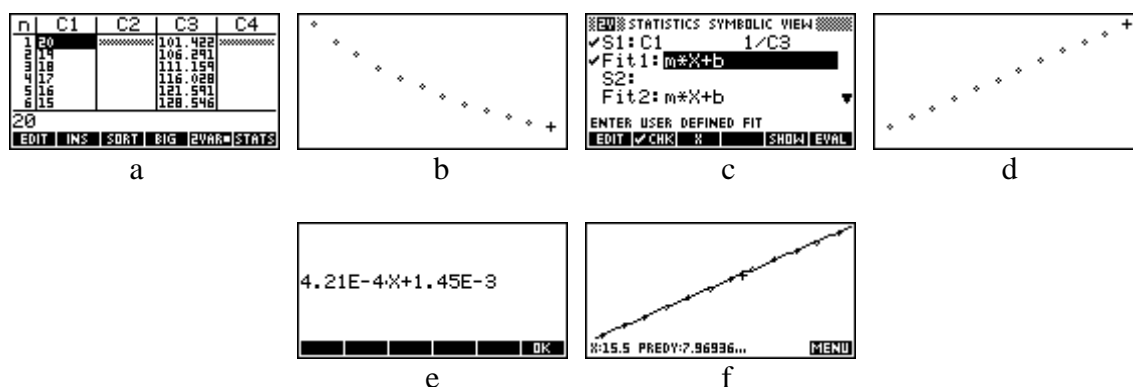 n C1 C2 C3 C4
1 20 101.422
2 19 106.291
3 18 111.159
4 17 116.028
5 16 121.591
6 15 128.546
20
EDIT INS SORT BIG 2VAR STATS
a
b
2V STATISTICS SYMBOLIC VIEW
✓S1:C1 1/C3
✓Fit1:m*X+b
S2:
Fit2:m*X+b
ENTER USER DEFINED FIT
EDIT ✓CHK X SHOW EVAL
c
d
4.21E-4·X+1.45E-3
OK
e
X:15.5 PREDY:7.96936... MENU
f